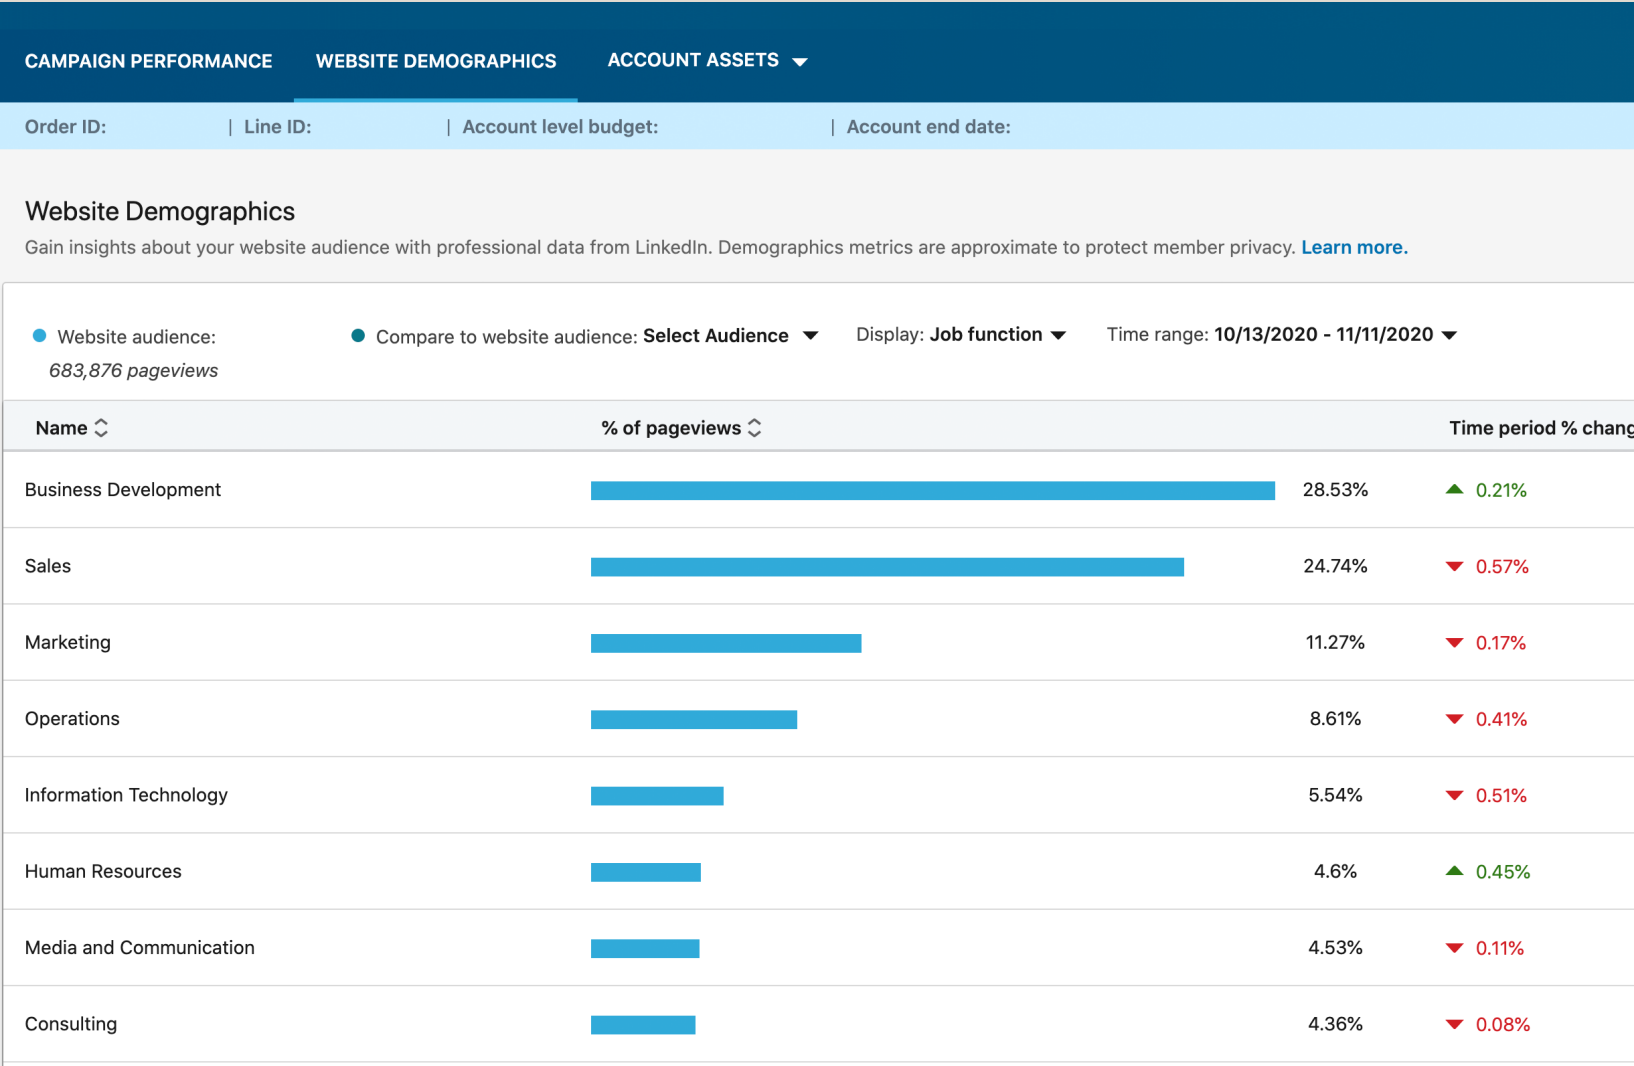 CAMPAIGN PERFORMANCE WEBSITE DEMOGRAPHICS ACCOUNT ASSETS
Order ID: | Line ID: | Account level budget: | Account end date:
Website Demographics
Gain insights about your website audience with professional data from LinkedIn. Demographics metrics are approximate to protect member privacy. Learn more.
Website audience: Compare to website audience: Select Audience Display: Job function Time range: 10/13/2020 - 11/11/2020
683,876 pageviews
Name % of pageviews Time period % chang
Business Development 28.53% 0.21%
Sales 24.74% 0.57%
Marketing 11.27% 0.17%
Operations 8.61% 0.41%
Information Technology 5.54% 0.51%
Human Resources 4.6% 0.45%
Media and Communication 4.53% 0.11%
Consulting 4.36% 0.08%